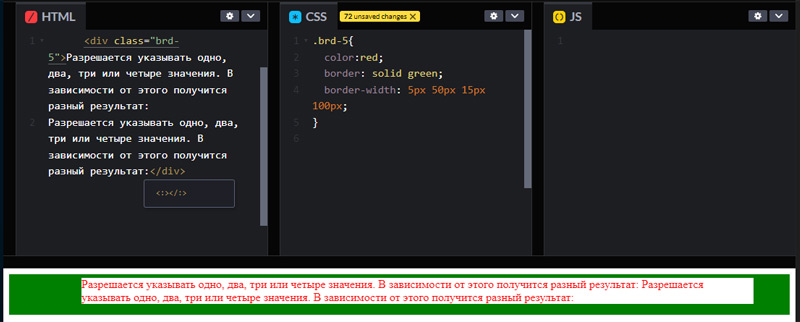 HTML
1 <div class="brd-
5">Разрешается указывать одно,
два, три или четыре значения. В
зависимости от этого получится
разный результат:
2 Разрешается указывать одно, два,
три или четыре значения. В
зависимости от этого получится
разный результат:</div>
<:></:>
CSS
72 unsaved changes X
1 .brd-5{
2 color:red;
3 border: solid green;
4 border-width: 5px 50px 15px
100px;
5 }
6
JS
1
Разрешается указывать одно, два, три или четыре значения. В зависимости от этого получится разный результат: Разрешается
указывать одно, два, три или четыре значения. В зависимости от этого получится разный результат: